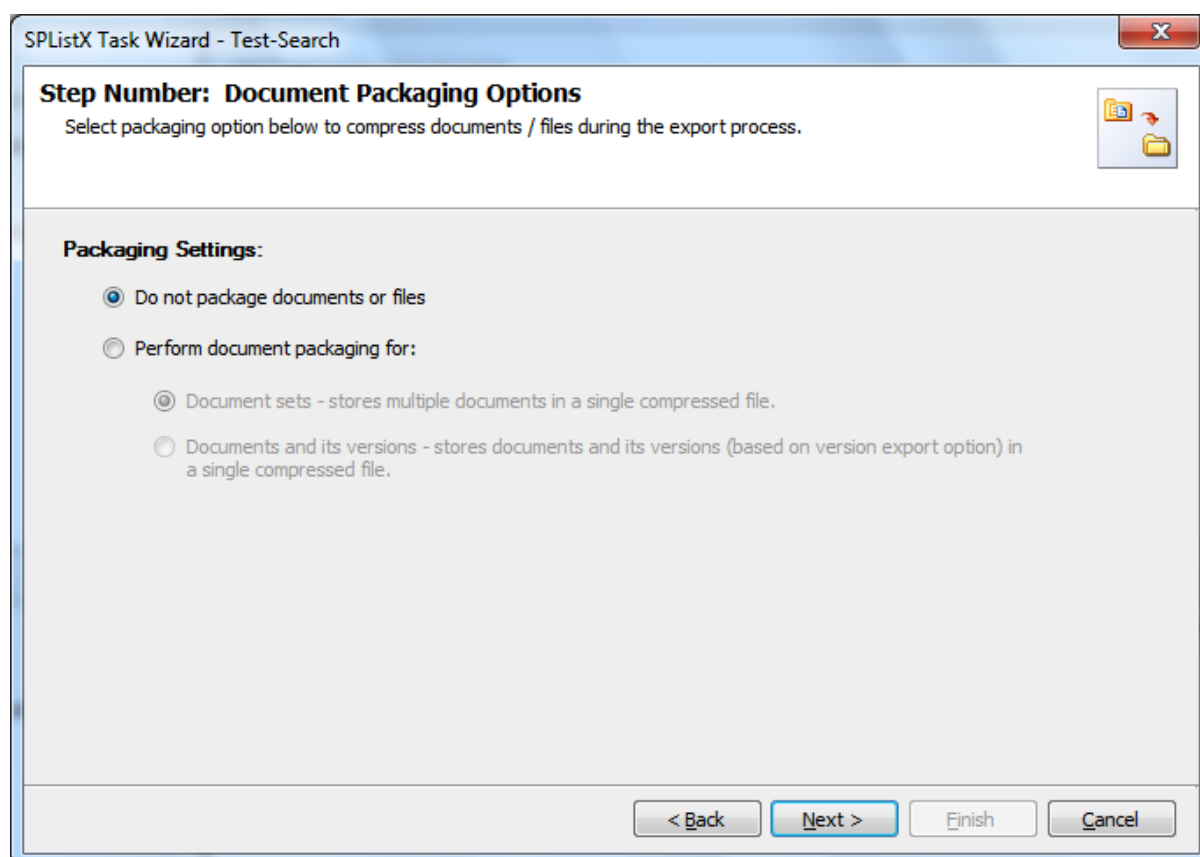 SPListX Task Wizard - Test-Search
Step Number: Document Packaging Options
Select packaging option below to compress documents / files during the export process.
Packaging Settings:
Do not package documents or files
Perform document packaging for:
Document sets - stores multiple documents in a single compressed file.
Documents and its versions - stores documents and its versions (based on version export option) in
a single compressed file.
< Back Next > Finish Cancel